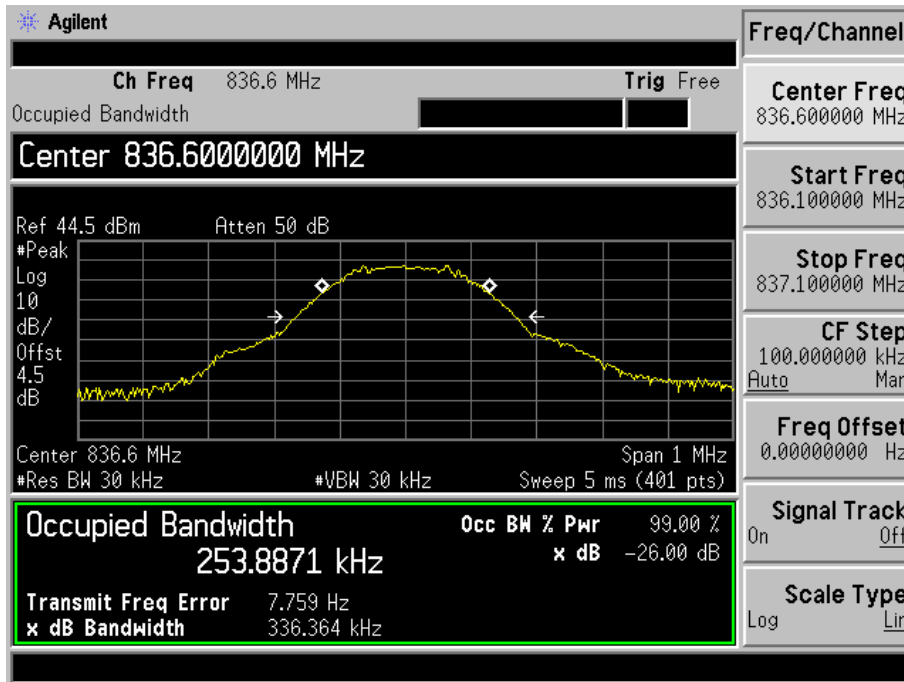 Agilent
Ch Freq 836.6 MHz Trig Free
Occupied Bandwidth
Center 836.6000000 MHz
Ref 44.5 dBm Atten 50 dB
#Peak
Log
10
dB/
Offst
4.5
dB
Center 836.6 MHz Span 1 MHz
#Res BW 30 kHz #VBW 30 kHz Sweep 5 ms (401 pts)
Occupied Bandwidth Occ BW % Pwr 99.00 %
253.8871 kHz x dB -26.00 dB
Transmit Freq Error 7.759 Hz
x dB Bandwidth 336.364 kHz
Freq/Channel
Center Freq
836.600000 MHz
Start Freq
836.100000 MHz
Stop Freq
837.100000 MHz
CF Step
100.000000 kHz
Auto Man
Freq Offset
0.00000000 Hz
Signal Track
On Off
Scale Type
Log Lin